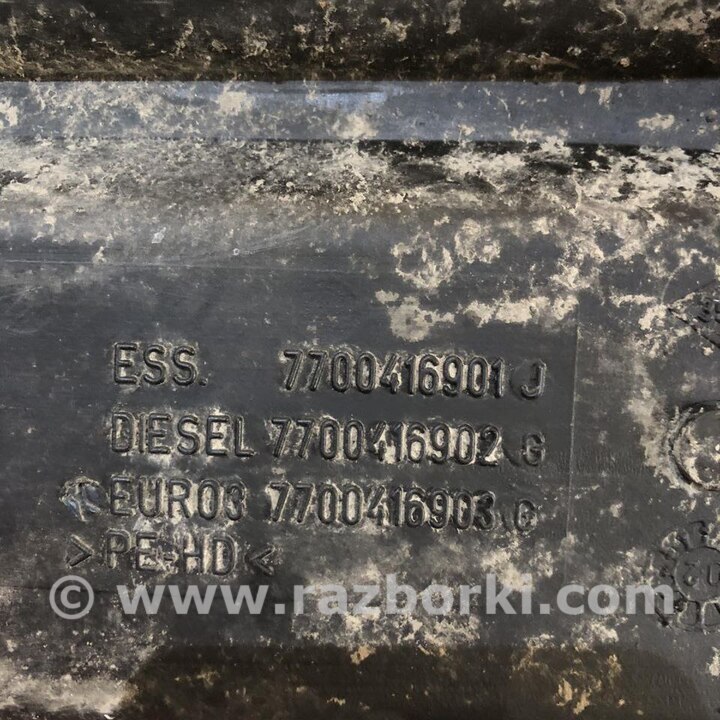 ESS. 7700416901 J
DIESEL 7700416902 G
EURO3 7700416903 G
>PE-HD<
© www.razborki.com